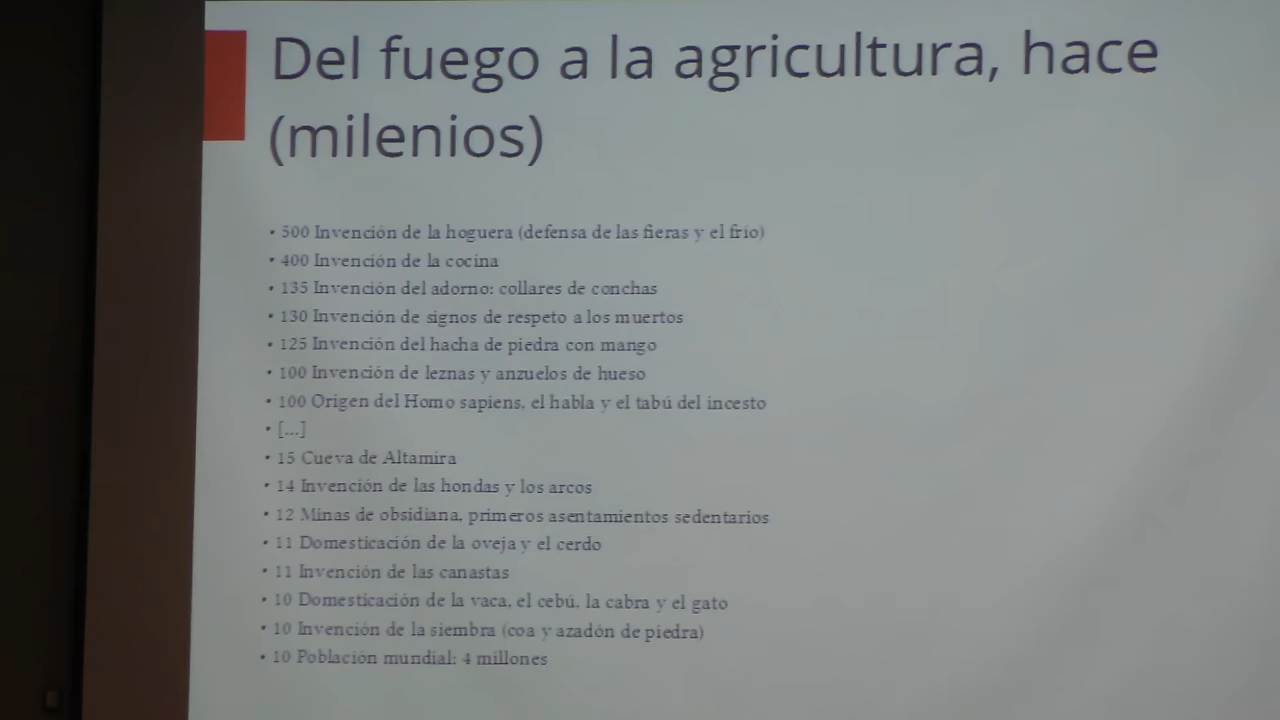 Del fuego a la agricultura, hace
(milenios)
• 500 Invención de la hoguera (defensa de las fieras y el frío)
• 400 Invención de la cocina
• 135 Invención del adorno: collares de conchas
• 130 Invención de signos de respeto a los muertos
• 125 Invención del hacha de piedra con mango
• 100 Invención de leznas y anzuelos de hueso
• 100 Origen del Homo sapiens, el habla y el tabú del incesto
• [...]
• 15 Cueva de Altamira
• 14 Invención de las hondas y los arcos
• 12 Minas de obsidiana, primeros asentamientos sedentarios
• 11 Domesticación de la oveja y el cerdo
• 11 Invención de las canastas
• 10 Domesticación de la vaca, el cebú, la cabra y el gato
• 10 Invención de la siembra (coa y azadón de piedra)
• 10 Población mundial: 4 millones